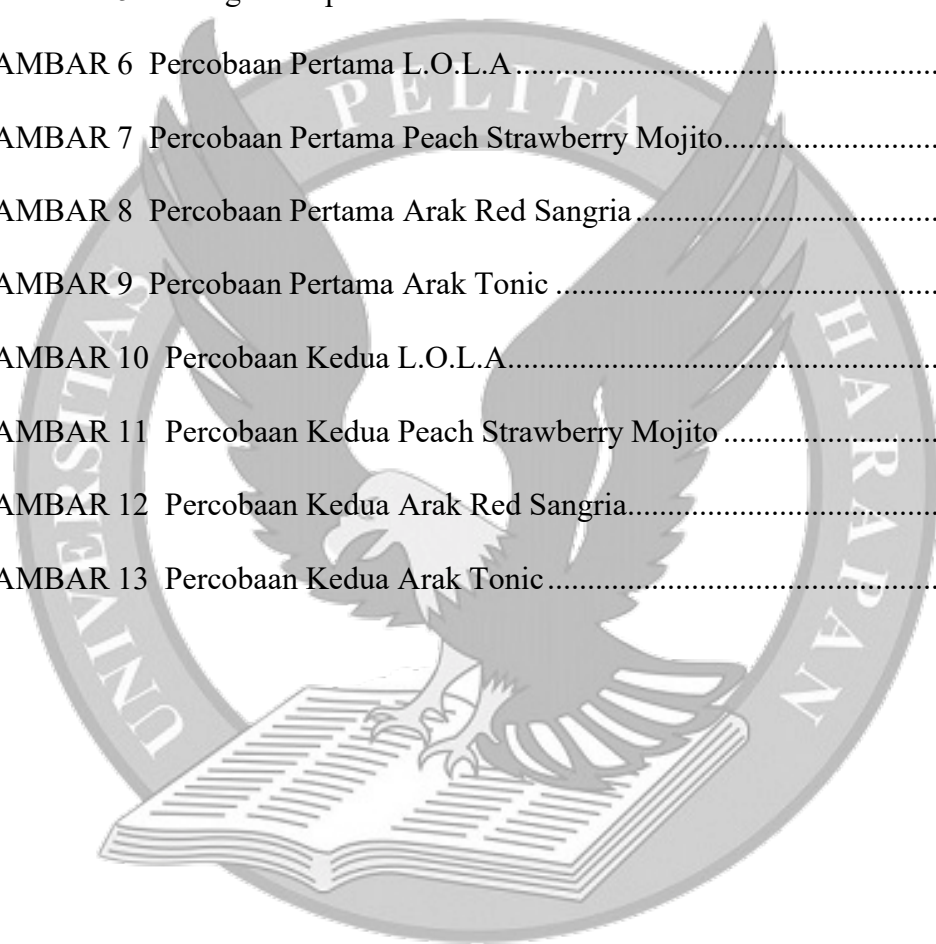 AMBAR 6 Percobaan Pertama L.O.L.A....................................................
AMBAR 7 Percobaan Pertama Peach Strawberry Mojito..........................
AMBAR 8 Percobaan Pertama Arak Red Sangria.....................................
AMBAR 9 Percobaan Pertama Arak Tonic...............................................
AMBAR 10 Percobaan Kedua L.O.L.A.....................................................
AMBAR 11 Percobaan Kedua Peach Strawberry Mojito..........................
AMBAR 12 Percobaan Kedua Arak Red Sangria......................................
AMBAR 13 Percobaan Kedua Arak Tonic................................................
UNIVERSITAS PELITA HARAPAN